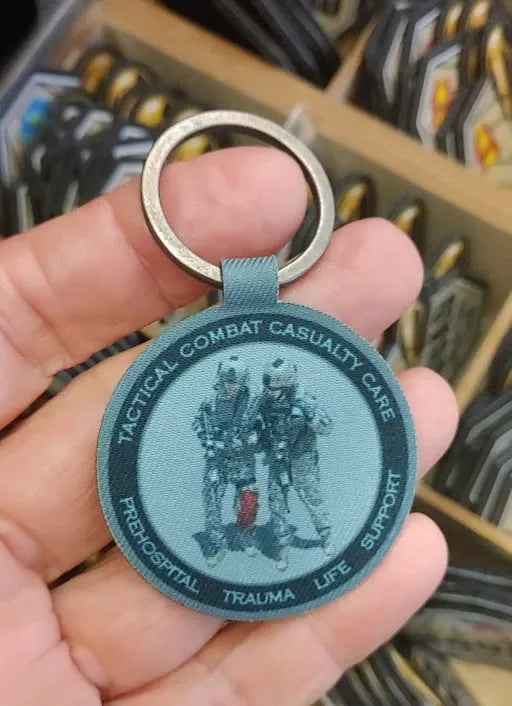 TACTICAL COMBAT CASUALTY CARE
PREHOSPITAL TRAUMA LIFE SUPPORT